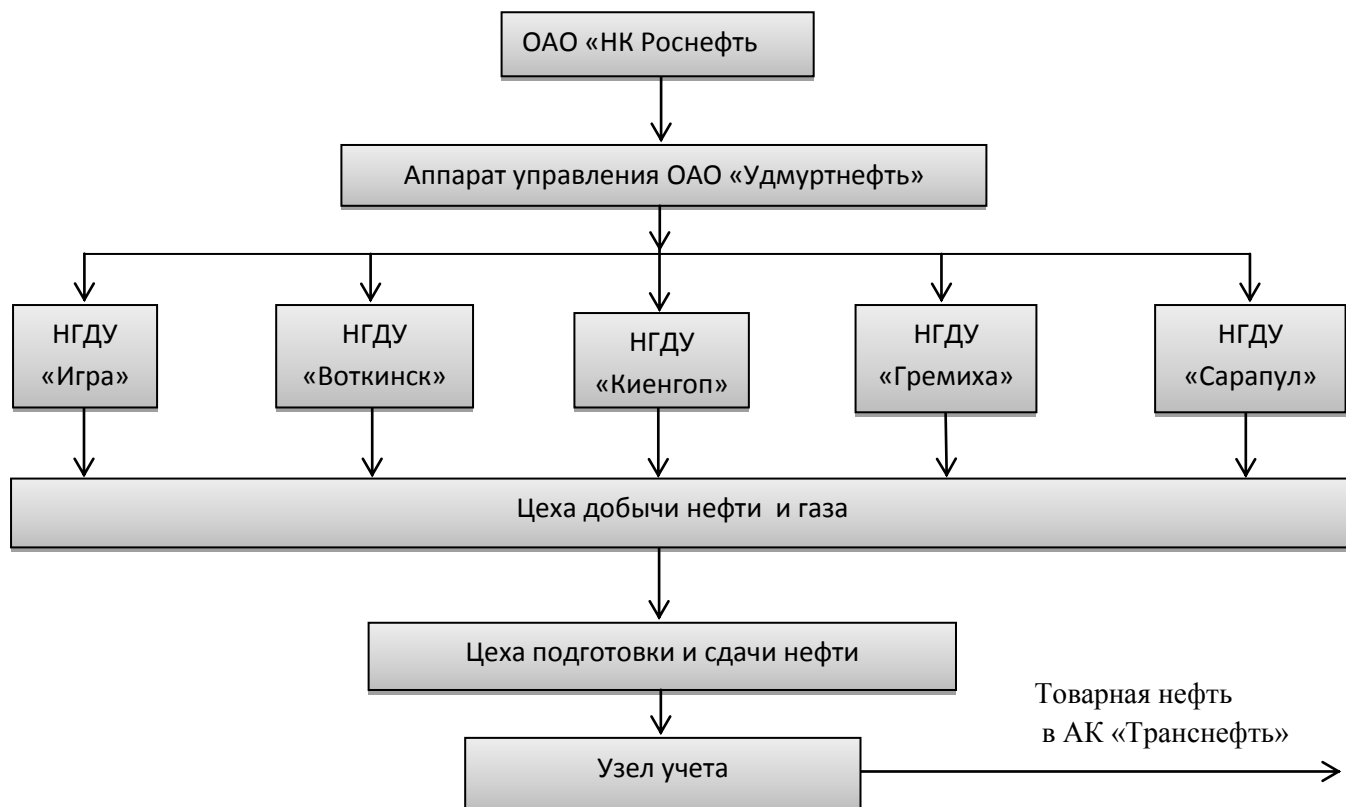 ОАО «НК Роснефть
Аппарат управления ОАО «Удмуртнефть»
НГДУ
«Игра»
НГДУ
«Воткинск»
НГДУ
«Киенгоп»
НГДУ
«Гремиха»
НГДУ
«Сарапул»
Цеха добычи нефти и газа
Цеха подготовки и сдачи нефти
Товарная нефть
в АК «Транснефть»
Узел учета